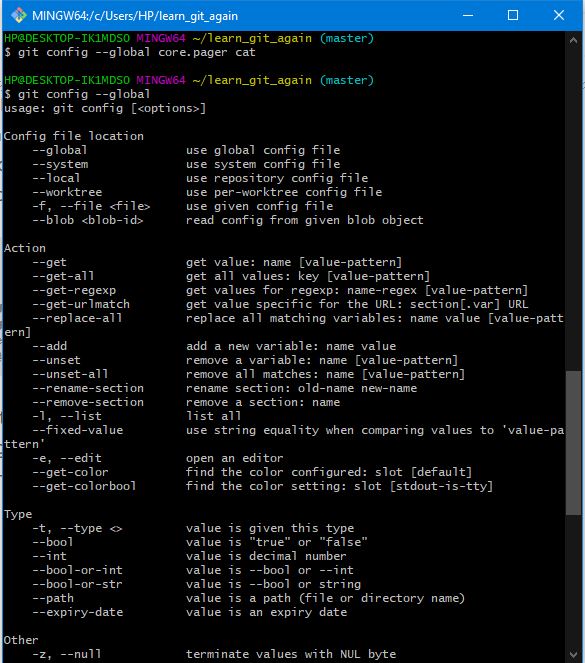 MINGW64:/c/Users/HP/learn_git_again
HP@DESKTOP-IK1MDSO MINGW64 ~/learn_git_again (master)
$ git config --global core.pager cat
HP@DESKTOP-IK1MDSO MINGW64 ~/learn_git_again (master)
$ git config --global
usage: git config [<options>]
Config file location
--global use global config file
--system use system config file
--local use repository config file
--worktree use per-worktree config file
-f, --file <file> use given config file
--blob <blob-id> read config from given blob object
Action
--get get value: name [value-pattern]
--get-all get all values: key [value-pattern]
--get-regexp get values for regexp: name-regex [value-pattern]
--get-urlmatch get value specific for the URL: section[.var] URL
--replace-all replace all matching variables: name value [value-patt
ern]
--add add a new variable: name value
--unset remove a variable: name [value-pattern]
--unset-all remove all matches: name [value-pattern]
--rename-section rename section: old-name new-name
--remove-section remove a section: name
-l, --list list all
--fixed-value use string equality when comparing values to 'value-pa
ttern'
-e, --edit open an editor
--get-color find the color configured: slot [default]
--get-colorbool find the color setting: slot [stdout-is-tty]
Type
-t, --type <> value is given this type
--bool value is "true" or "false"
--int value is decimal number
--bool-or-int value is --bool or --int
--bool-or-str value is --bool or string
--path value is a path (file or directory name)
--expiry-date value is an expiry date
Other
-z, --null terminate values with NUL byte